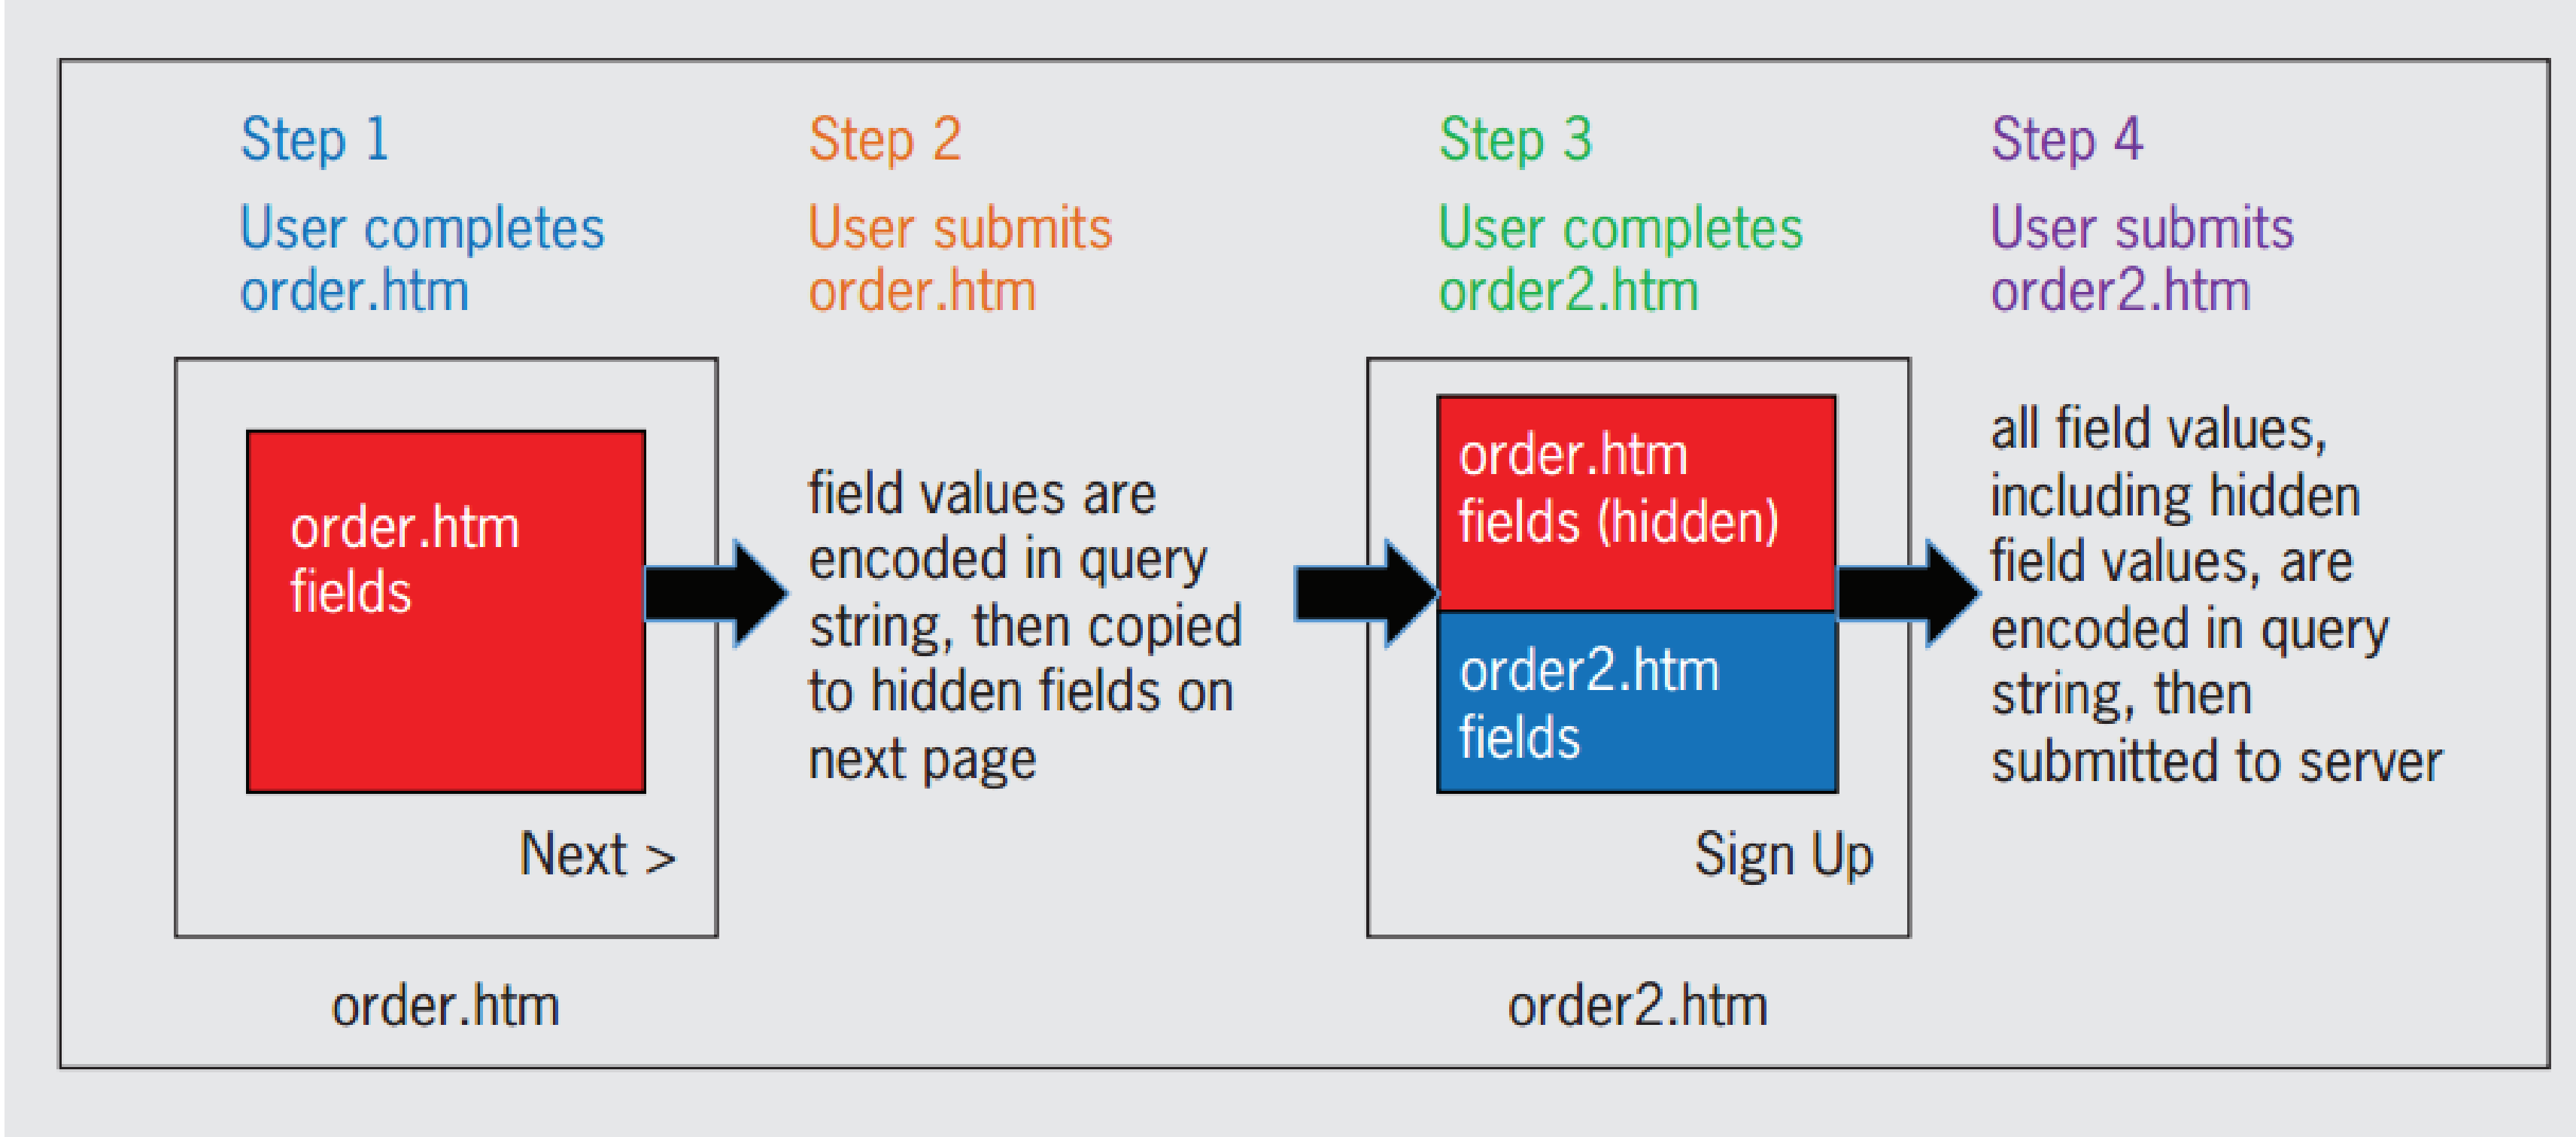 Step 1
User completes
order.htm
Step 2
User submits
order.htm
Step 3
User completes
order2.htm
Step 4
User submits
order2.htm
order.htm
fields
Next >
order.htm
field values are
encoded in query
string, then copied
to hidden fields on
next page
order.htm
fields (hidden)
order2.htm
fields
Sign Up
order2.htm
all field values,
including hidden
field values, are
encoded in query
string, then
submitted to server